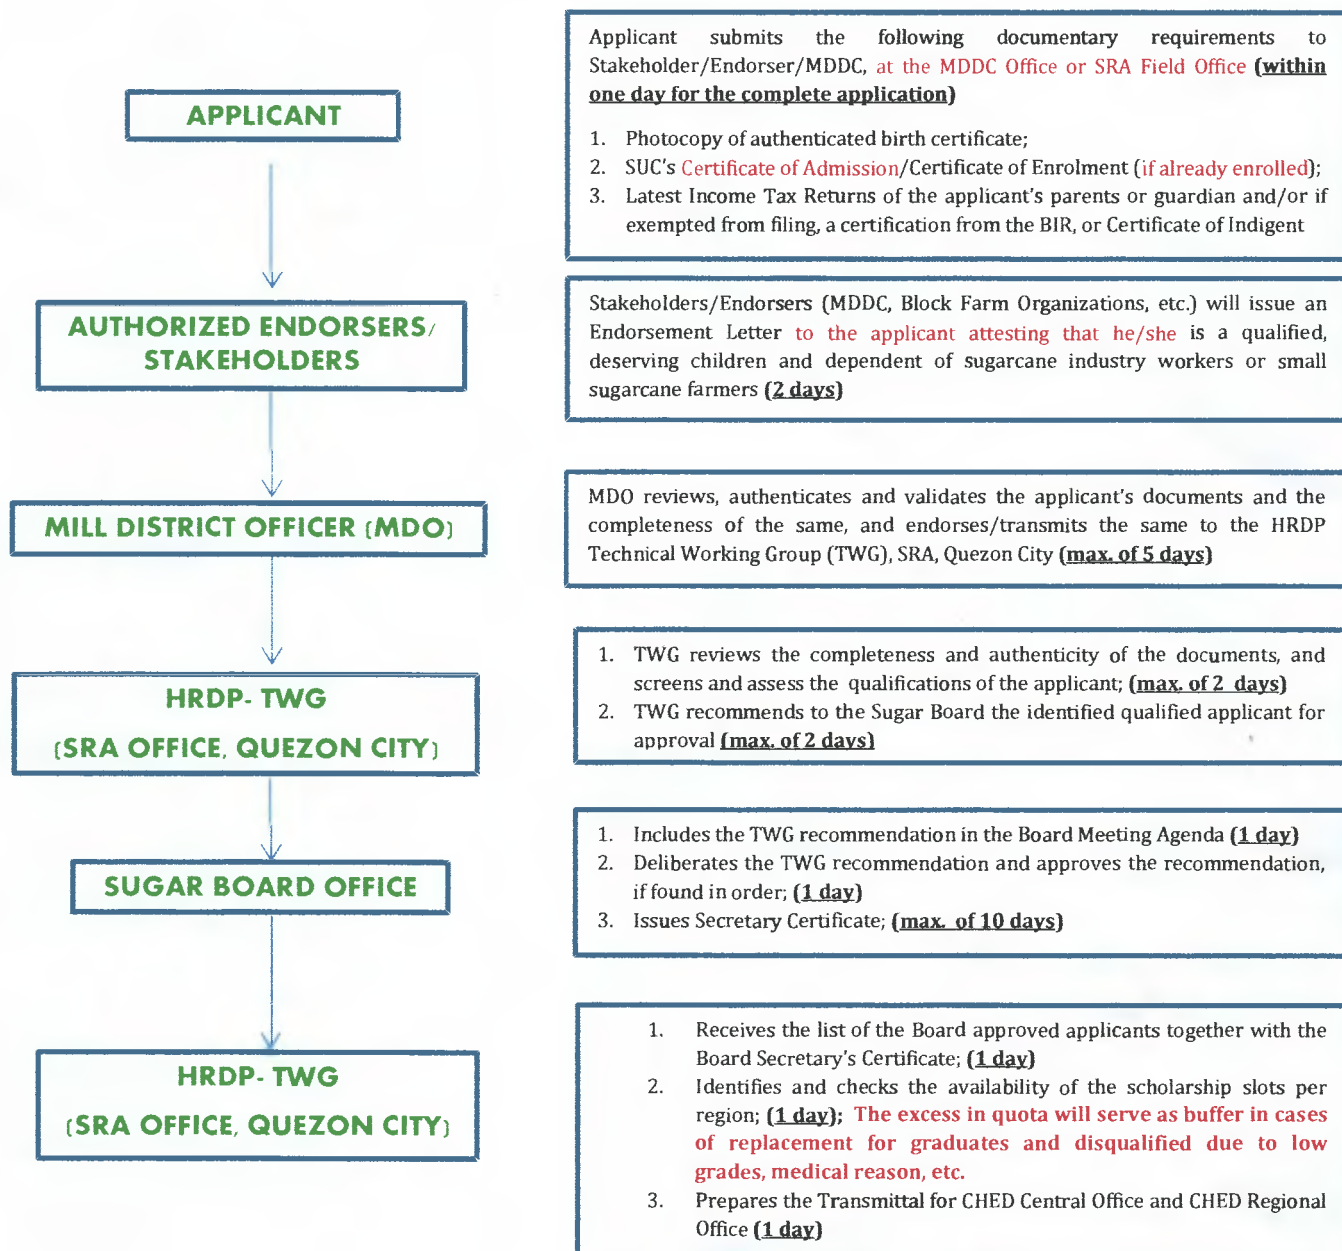 APPLICANT
Applicant submits the following documentary requirements to
Stakeholder/Endorser/MDDC, at the MDDC Office or SRA Field Office (within
one day for the complete application)
1. Photocopy of authenticated birth certificate;
2. SUC's Certificate of Admission/Certificate of Enrolment (if already enrolled);
3. Latest Income Tax Returns of the applicant's parents or guardian and/or if
exempted from filing, a certification from the BIR, or Certificate of Indigent
AUTHORIZED ENDORSERS/
STAKEHOLDERS
Stakeholders/Endorsers (MDDC, Block Farm Organizations, etc.) will issue an
Endorsement Letter to the applicant attesting that he/she is a qualified,
deserving children and dependent of sugarcane industry workers or small
sugarcane farmers (2 days)
MILL DISTRICT OFFICER (MDO)
MDO reviews, authenticates and validates the applicant's documents and the
completeness of the same, and endorses/transmits the same to the HRDP
Technical Working Group (TWG), SRA, Quezon City (max. of 5 days)
HRDP- TWG
(SRA OFFICE, QUEZON CITY)
1. TWG reviews the completeness and authenticity of the documents, and
screens and assess the qualifications of the applicant; (max. of 2 days)
2. TWG recommends to the Sugar Board the identified qualified applicant for
approval (max. of 2 days)
SUGAR BOARD OFFICE
1. Includes the TWG recommendation in the Board Meeting Agenda (1 day)
2. Deliberates the TWG recommendation and approves the recommendation,
if found in order; (1 day)
3. Issues Secretary Certificate; (max. of 10 days)
HRDP- TWG
(SRA OFFICE, QUEZON CITY)
1. Receives the list of the Board approved applicants together with the
Board Secretary's Certificate; (1 day)
2. Identifies and checks the availability of the scholarship slots per
region; (1 day); The excess in quota will serve as buffer in cases
of replacement for graduates and disqualified due to low
grades, medical reason, etc.
3. Prepares the Transmittal for CHED Central Office and CHED Regional
Office (1 day)